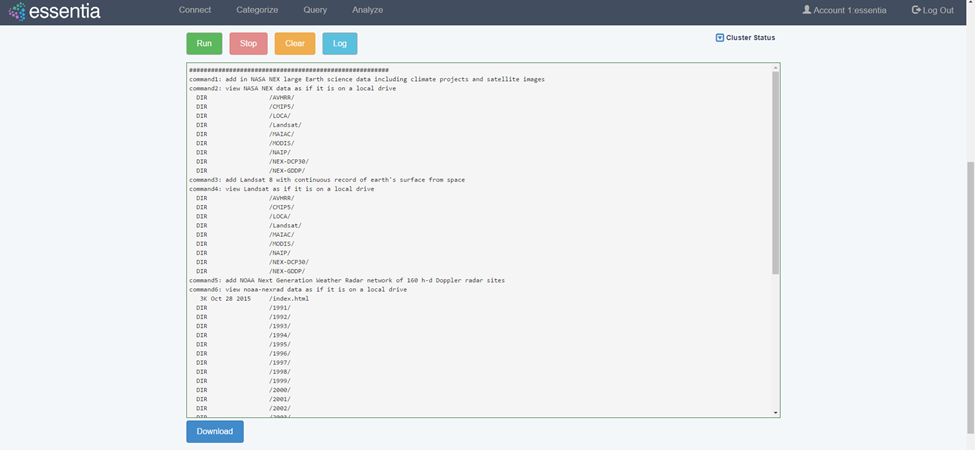 essentia Connect Categorize Query Analyze Account 1:essentia Log Out
Run Stop Clear Log Cluster Status
#######################################################
command1: add in NASA NEX large Earth science data including climate projects and satellite images
command2: view NASA NEX data as if it is on a local drive
DIR /AVHRR/
DIR /CMIP5/
DIR /LOCA/
DIR /Landsat/
DIR /MAIAC/
DIR /MODIS/
DIR /NAIP/
DIR /NEX-DCP30/
DIR /NEX-GDDP/
command3: add Landsat 8 with continuous record of earth's surface from space
command4: view Landsat as if it is on a local drive
DIR /AVHRR/
DIR /CMIP5/
DIR /LOCA/
DIR /Landsat/
DIR /MAIAC/
DIR /MODIS/
DIR /NAIP/
DIR /NEX-DCP30/
DIR /NEX-GDDP/
command5: add NOAA Next Generation Weather Radar network of 160 h-d Doppler radar sites
command6: view noaa-nexrad data as if it is on a local drive
3K Oct 28 2015 /index.html
DIR /1991/
DIR /1992/
DIR /1993/
DIR /1994/
DIR /1995/
DIR /1996/
DIR /1997/
DIR /1998/
DIR /1999/
DIR /2000/
DIR /2001/
DIR /2002/
DIR /2003/
Download